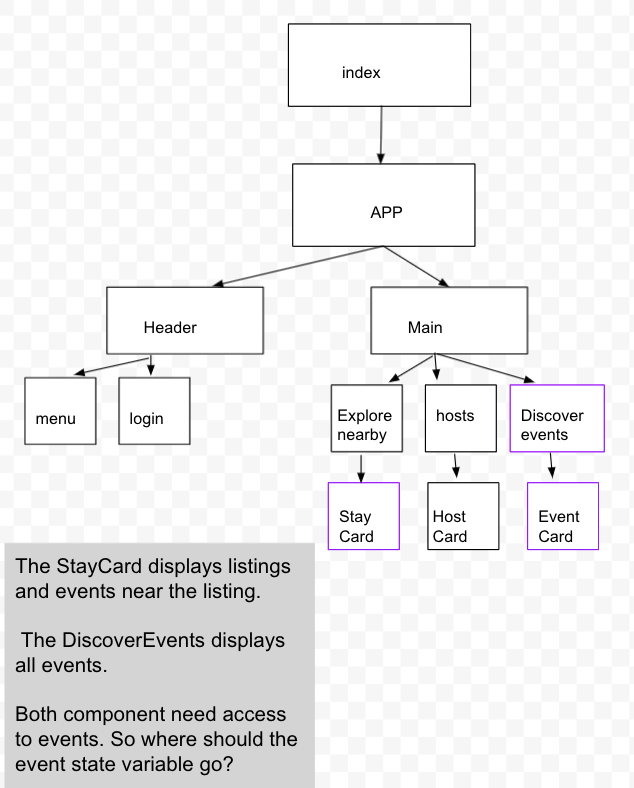 index
APP
Header
Main
menu
login
Explore
nearby
hosts
Discover
events
Stay
Card
Host
Card
Event
Card
The StayCard displays listings
and events near the listing.
The DiscoverEvents displays
all events.
Both component need access
to events. So where should the
event state variable go?